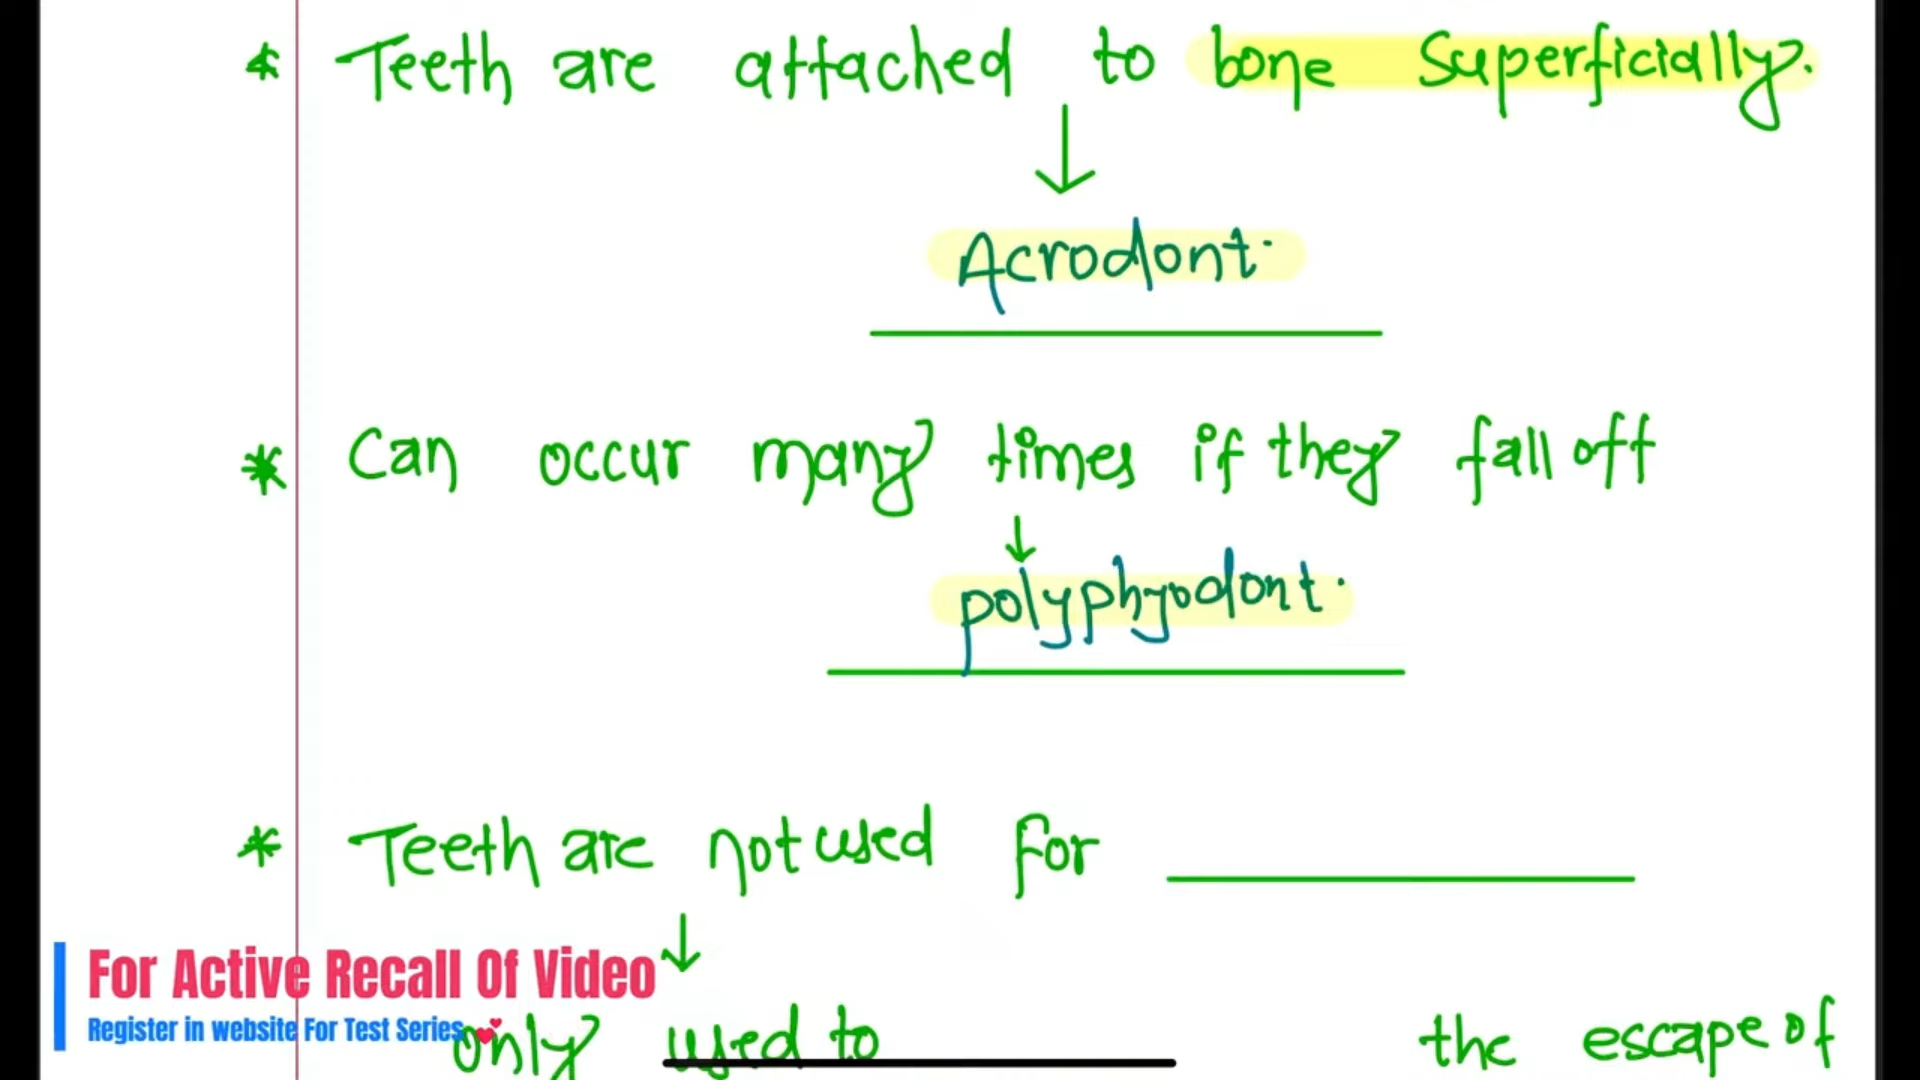 * Teeth are attached to bone superficially.
↓
Acrodont.
* Can occur many times if they fall off
↓
polyphyodont.
* Teeth are not used for
For Active Recall Of Video
Register in website For Test Series
only used to the escape of